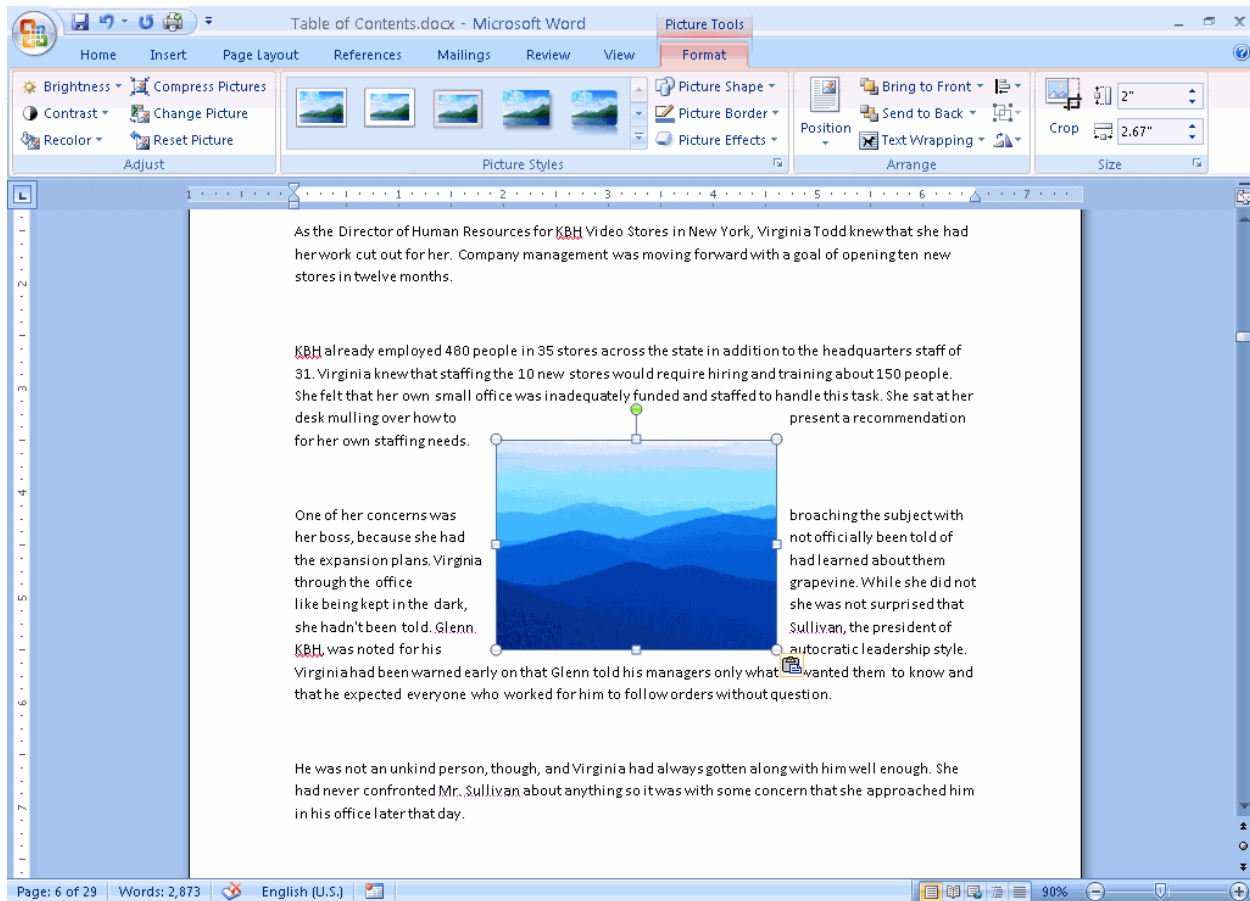 Table of Contents.docx - Microsoft Word
Picture Tools
Home Insert Page Layout References Mailings Review View Format
Brightness
Contrast
Recolor
Compress Pictures
Change Picture
Reset Picture
Adjust
Picture Shape
Picture Border
Picture Effects
Picture Styles
Position
Bring to Front
Send to Back
Text Wrapping
Arrange
Crop
2"
2.67"
Size
1 1 2 3 4 5 6 7
As the Director of Human Resources for KBH Video Stores in New York, Virginia Todd knew that she had
her work cut out for her. Company management was moving forward with a goal of opening ten new
stores in twelve months.
KBH already employed 480 people in 35 stores across the state in addition to the headquarters staff of
31. Virginia knew that staffing the 10 new stores would require hiring and training about 150 people.
She felt that her own small office was inadequately funded and staffed to handle this task. She sat at her
desk mulling over how to present a recommendation
for her own staffing needs.
One of her concerns was broaching the subject with
her boss, because she had not officially been told of
the expansion plans. Virginia had learned about them
through the office grapevine. While she did not
like being kept in the dark, she was not surprised that
she hadn't been told. Glenn Sullivan, the president of
KBH, was noted for his autocratic leadership style.
Virginia had been warned early on that Glenn told his managers only what wanted them to know and
that he expected everyone who worked for him to follow orders without question.
He was not an unkind person, though, and Virginia had always gotten along with him well enough. She
had never confronted Mr. Sullivan about anything so it was with some concern that she approached him
in his office later that day.
2
3
4
5
6
7
Page: 6 of 29 Words: 2,873 English (U.S.) 90%